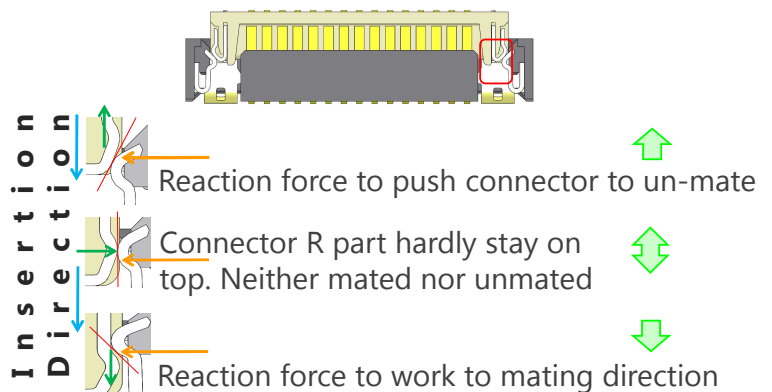 Insertion
Direction
Reaction force to push connector to un-mate
Connector R part hardly stay on
top. Neither mated nor unmated
Reaction force to work to mating direction